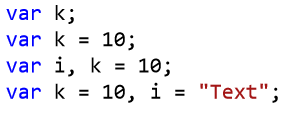 var k;
var k = 10;
var i, k = 10;
var k = 10, i = "Text";